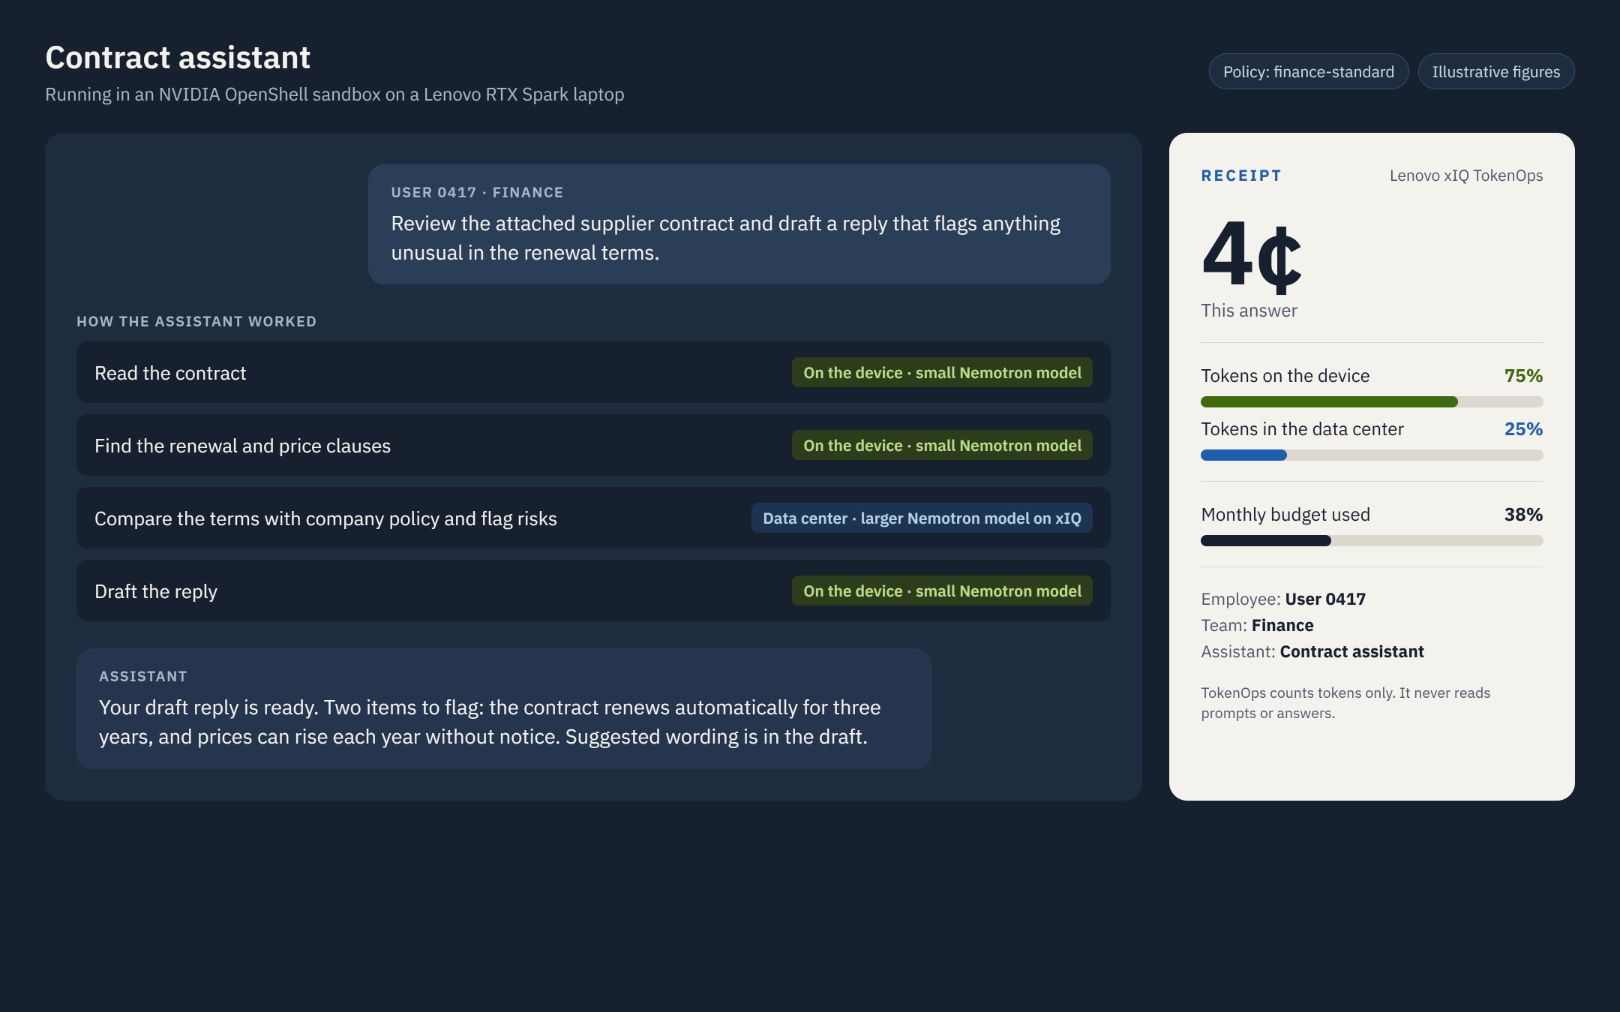 Contract assistant
Running in an NVIDIA OpenShell sandbox on a Lenovo RTX Spark laptop
Policy: finance-standard
Illustrative figures
USER 0417 · FINANCE
Review the attached supplier contract and draft a reply that flags anything
unusual in the renewal terms.
HOW THE ASSISTANT WORKED
Read the contract
On the device · small Nemotron model
Find the renewal and price clauses
On the device · small Nemotron model
Compare the terms with company policy and flag risks
Data center · larger Nemotron model on xIQ
Draft the reply
On the device · small Nemotron model
ASSISTANT
Your draft reply is ready. Two items to flag: the contract renews automatically for three
years, and prices can rise each year without notice. Suggested wording is in the draft.
RECEIPT
Lenovo xIQ TokenOps
4¢
This answer
Tokens on the device 75%
Tokens in the data center 25%
Monthly budget used 38%
Employee: User 0417
Team: Finance
Assistant: Contract assistant
TokenOps counts tokens only. It never reads
prompts or answers.